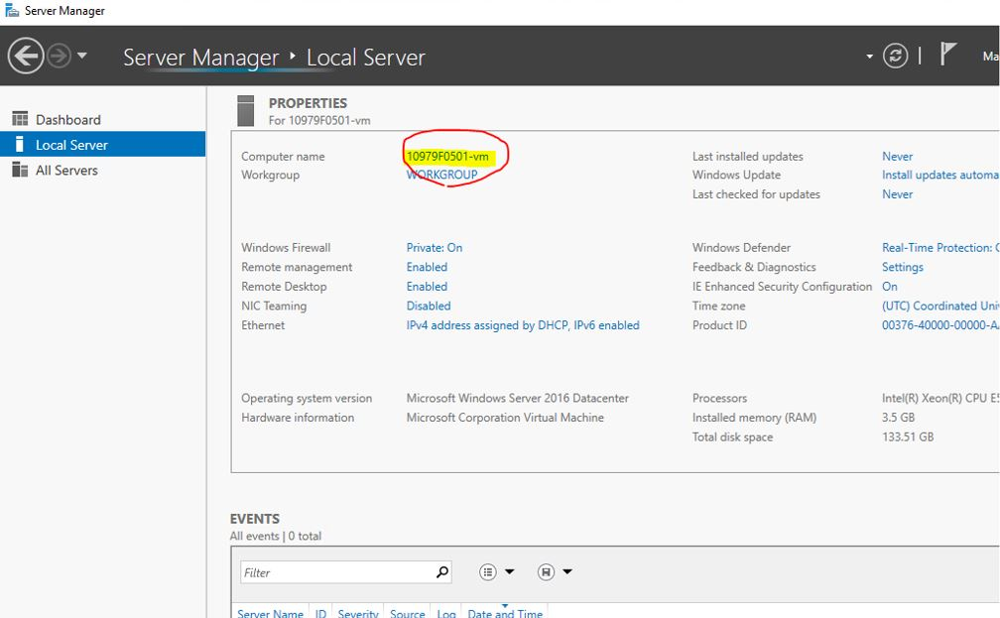 Server Manager
Server Manager ‣ Local Server
Ma
Dashboard
Local Server
All Servers
PROPERTIES
For 10979F0501-vm
Computer name 10979F0501-vm Last installed updates Never
Workgroup WORKGROUP Windows Update Install updates automa
Last checked for updates Never
Windows Firewall Private: On Windows Defender Real-Time Protection:
Remote management Enabled Feedback & Diagnostics Settings
Remote Desktop Enabled IE Enhanced Security Configuration On
NIC Teaming Disabled Time zone (UTC) Coordinated Uni
Ethernet IPv4 address assigned by DHCP, IPv6 enabled Product ID 00376-40000-00000-A
Operating system version Microsoft Windows Server 2016 Datacenter Processors Intel(R) Xeon(R) CPU E5
Hardware information Microsoft Corporation Virtual Machine Installed memory (RAM) 3.5 GB
Total disk space 133.51 GB
EVENTS
All events | 0 total
Filter
Server Name ID Severity Source Log Date and Time